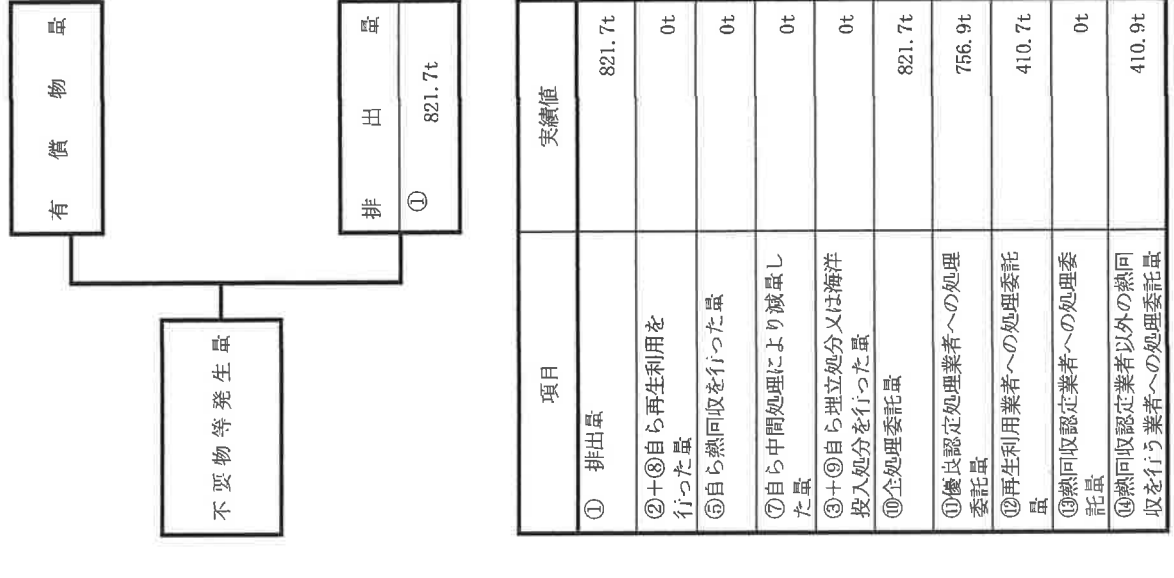 有償物量
不要物等発生量
排出量
① 821.7t
項目 実績値
① 排出量 821.7t
②+⑧自ら再生利用を
行った量 0t
⑤自ら熱回収を行った量 0t
⑦自ら中間処理により減量し
た量 0t
③+⑨自ら埋立処分又は海洋
投入処分を行った量 0t
⑩全処理委託量 821.7t
⑪優良認定処理業者への処理
委託量 756.9t
⑫再生利用業者への処理委託
量 410.7t
⑬熱回収認定業者への処理委
託量 0t
⑭熱回収認定業者以外の熱回
収を行う業者への処理委託量 410.9t